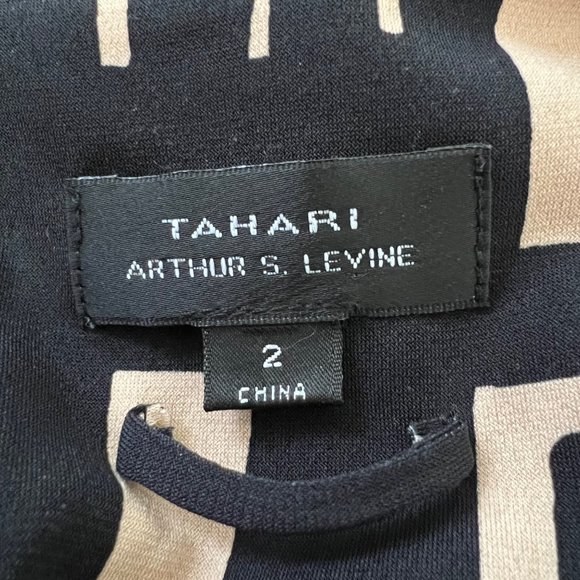 TAHARI
ARTHUR S. LEVINE
2
CHINA